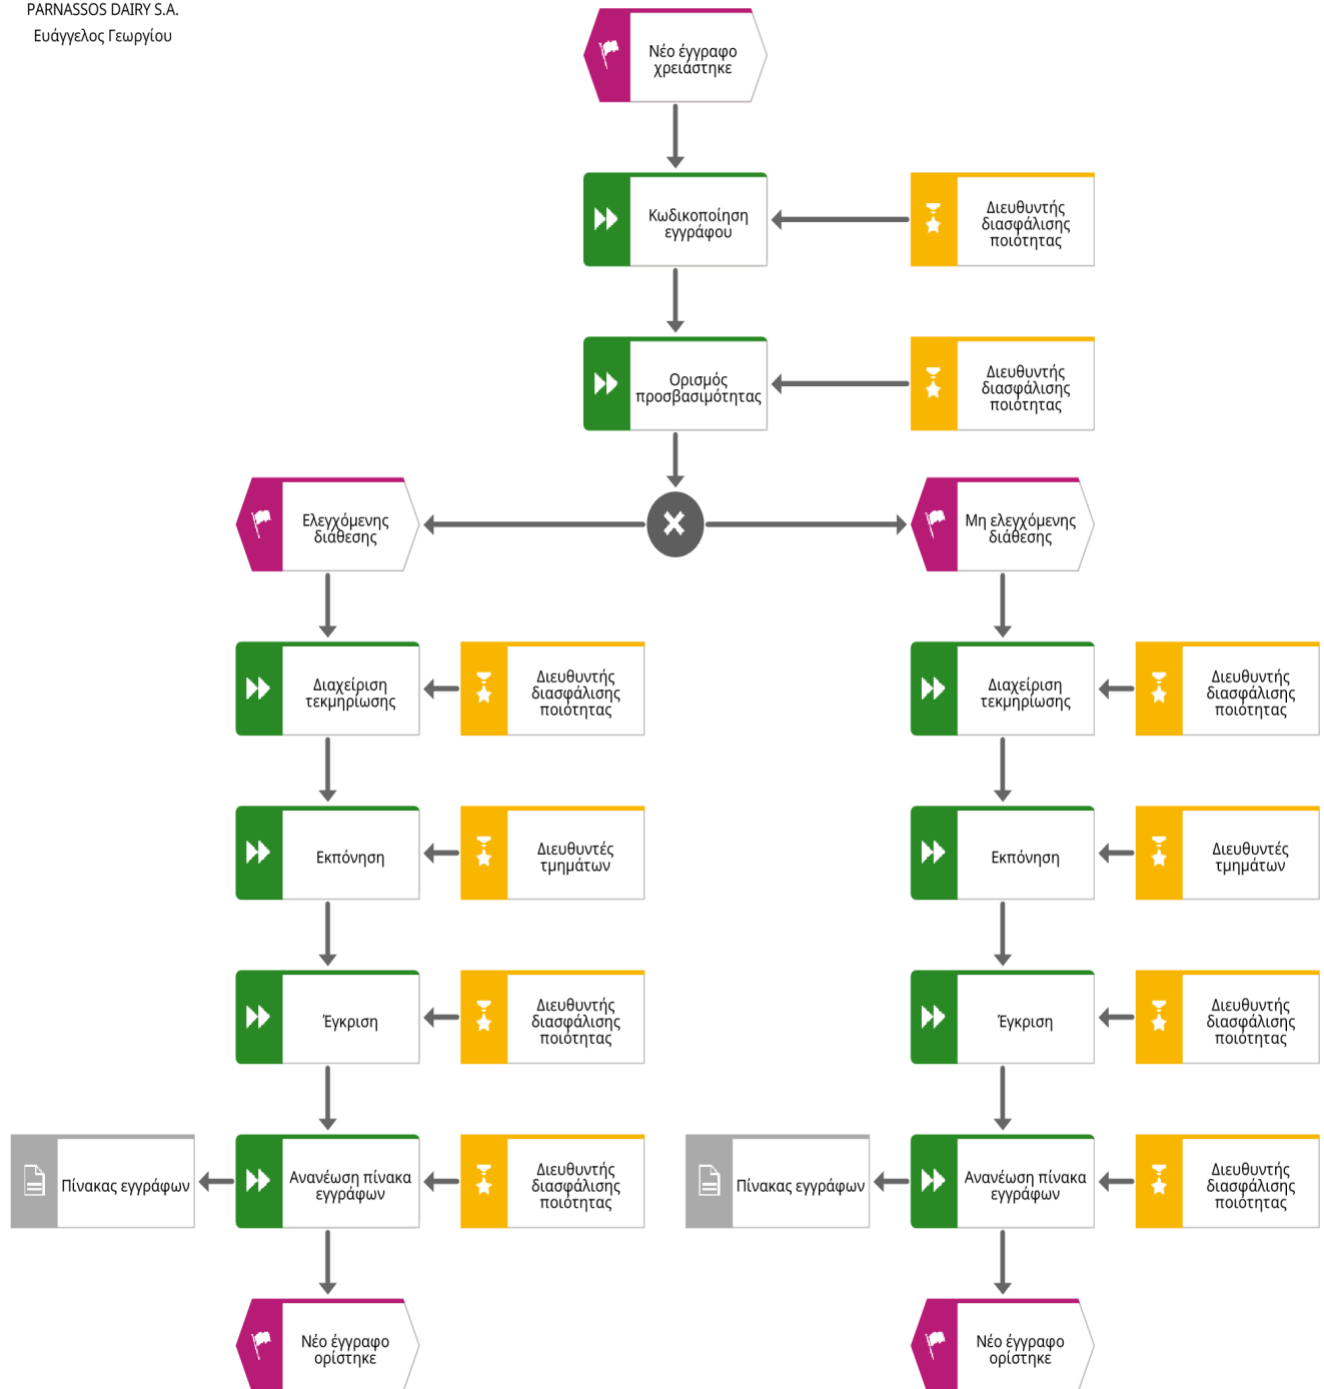 PARNASSOS DAIRY S.A.
Ευάγγελος Γεωργίου
Νέο έγγραφο
χρειάστηκε
Κωδικοποίηση
εγγράφου
Διευθυντής
διασφάλισης
ποιότητας
Ορισμός
προσβασιμότητας
Διευθυντής
διασφάλισης
ποιότητας
Ελεγχόμενης
διάθεσης
Μη ελεγχόμενης
διάθεσης
Διαχείριση
τεκμηρίωσης
Διευθυντής
διασφάλισης
ποιότητας
Διαχείριση
τεκμηρίωσης
Διευθυντής
διασφάλισης
ποιότητας
Εκπόνηση
Διευθυντές
τμημάτων
Εκπόνηση
Διευθυντές
τμημάτων
Έγκριση
Διευθυντής
διασφάλισης
ποιότητας
Έγκριση
Διευθυντής
διασφάλισης
ποιότητας
Πίνακας εγγράφων
Ανανέωση πίνακα
εγγράφων
Διευθυντής
διασφάλισης
ποιότητας
Πίνακας εγγράφων
Ανανέωση πίνακα
εγγράφων
Διευθυντής
διασφάλισης
ποιότητας
Νέο έγγραφο
ορίστηκε
Νέο έγγραφο
ορίστηκε